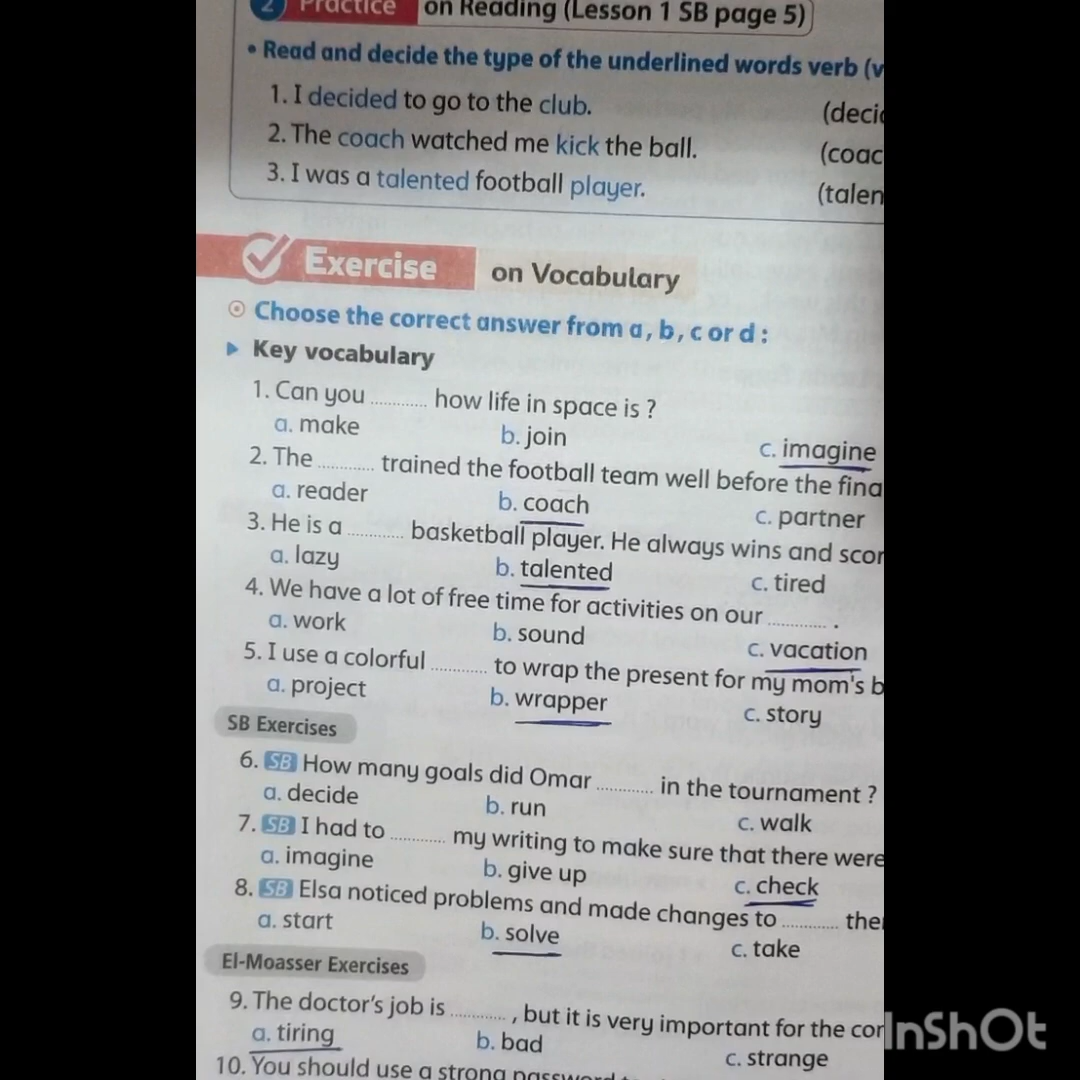 2 Practice on Reading (Lesson 1 SB page 5)
• Read and decide the type of the underlined words verb (v
1. I decided to go to the club. (decid
2. The coach watched me kick the ball. (coac
3. I was a talented football player. (talen
Exercise on Vocabulary
Choose the correct answer from a, b, c or d :
Key vocabulary
1. Can you ............ how life in space is ?
a. make b. join c. imagine
2. The ............ trained the football team well before the fina
a. reader b. coach c. partner
3. He is a ............ basketball player. He always wins and scor
a. lazy b. talented c. tired
4. We have a lot of free time for activities on our ............ .
a. work b. sound c. vacation
5. I use a colorful ............ to wrap the present for my mom's b
a. project b. wrapper c. story
SB Exercises
6. SB How many goals did Omar ............ in the tournament ?
a. decide b. run c. walk
7. SB I had to ............ my writing to make sure that there were
a. imagine b. give up c. check
8. SB Elsa noticed problems and made changes to ............ the
a. start b. solve c. take
El-Moasser Exercises
9. The doctor's job is ............ , but it is very important for the cor
a. tiring b. bad c. strange
10. You should use a strong password
InShOt